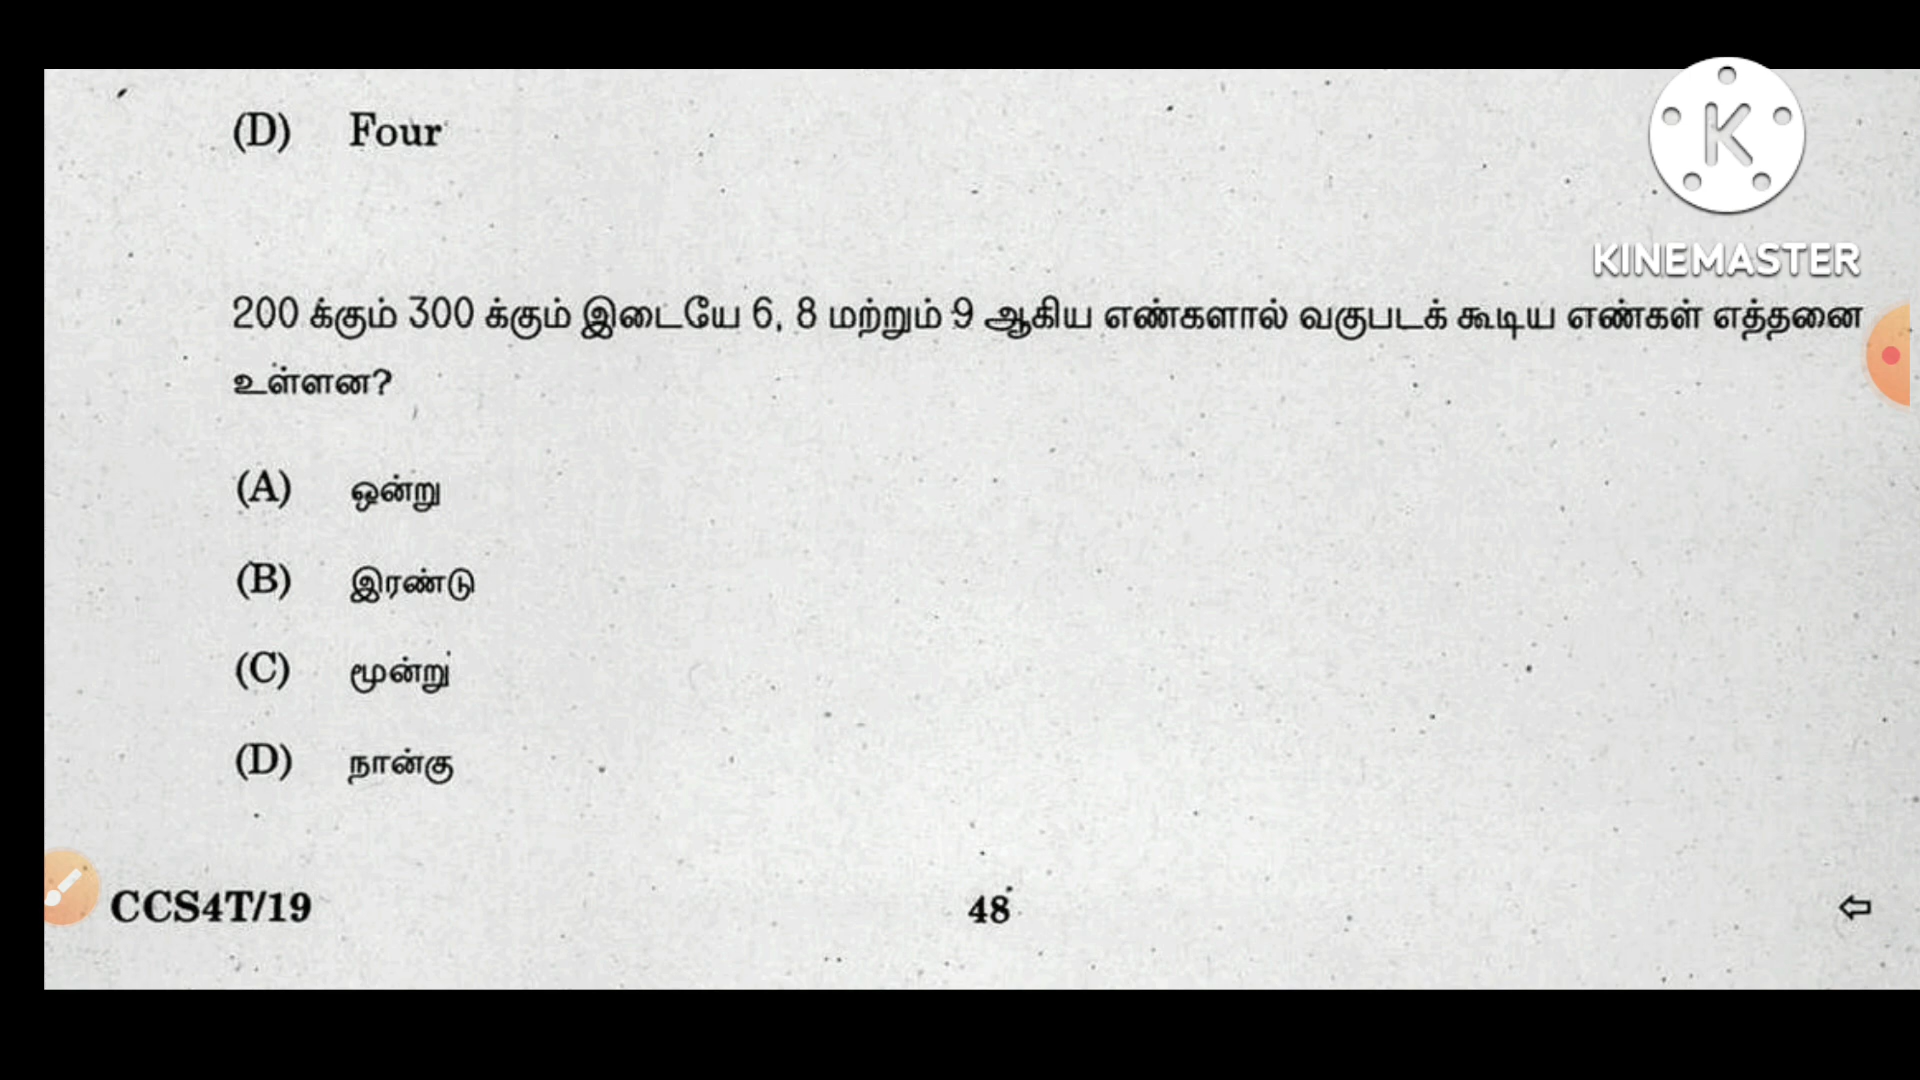 (D) Four
K
KINEMASTER
200 க்கும் 300 க்கும் இடையே 6, 8 மற்றும் 9 ஆகிய எண்களால் வகுபடக் கூடிய எண்கள் எத்தனை
உள்ளன?
(A) ஒன்று
(B) இரண்டு
(C) மூன்று
(D) நான்கு
CCS4T/19
48